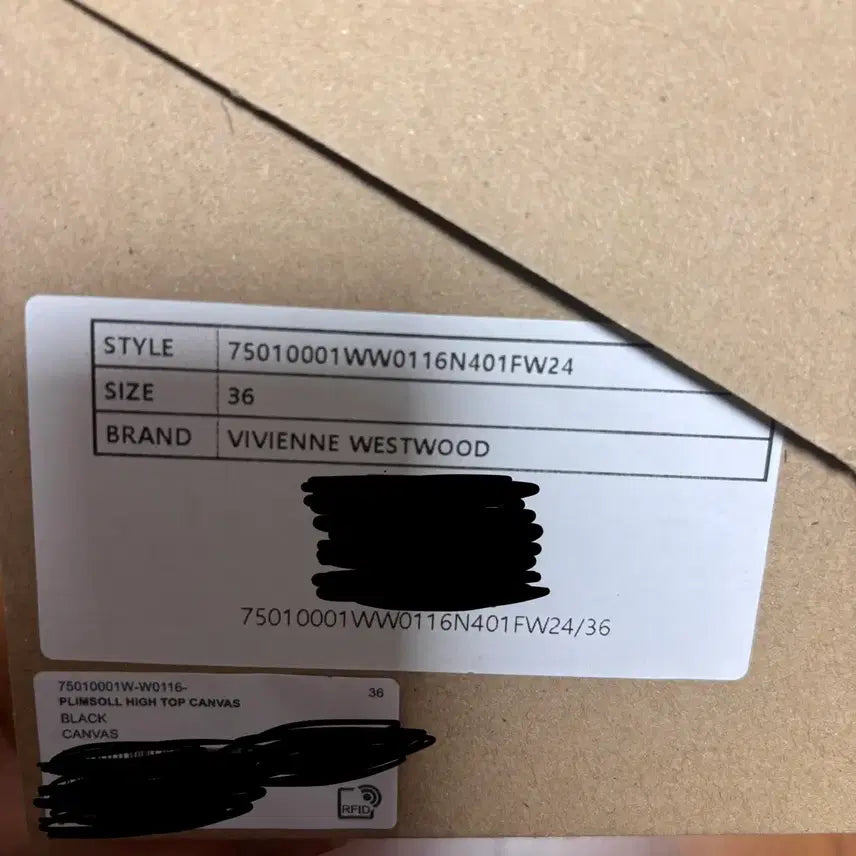 STYLE 75010001WW0116N401FW24
SIZE 36
BRAND VIVIENNE WESTWOOD
75010001WW0116N401FW24/36
75010001W-W0116- 36
PLIMSOLL HIGH TOP CANVAS
BLACK
CANVAS
RFID